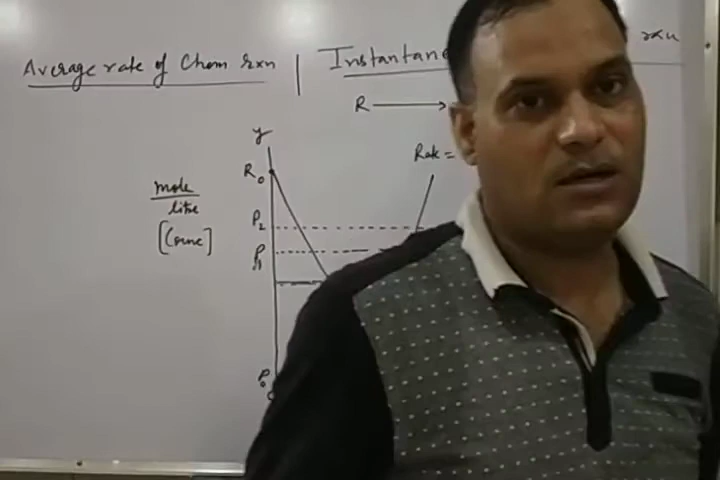 Average rate of Chem rxn | Instantane rxn
R →
y
Rate =
R0
mole
litre
[Conc]
P2
P1
P0